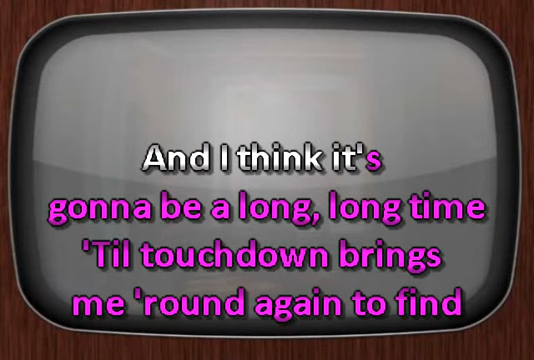 And I think it's
gonna be a long, long time
'Til touchdown brings
me 'round again to find